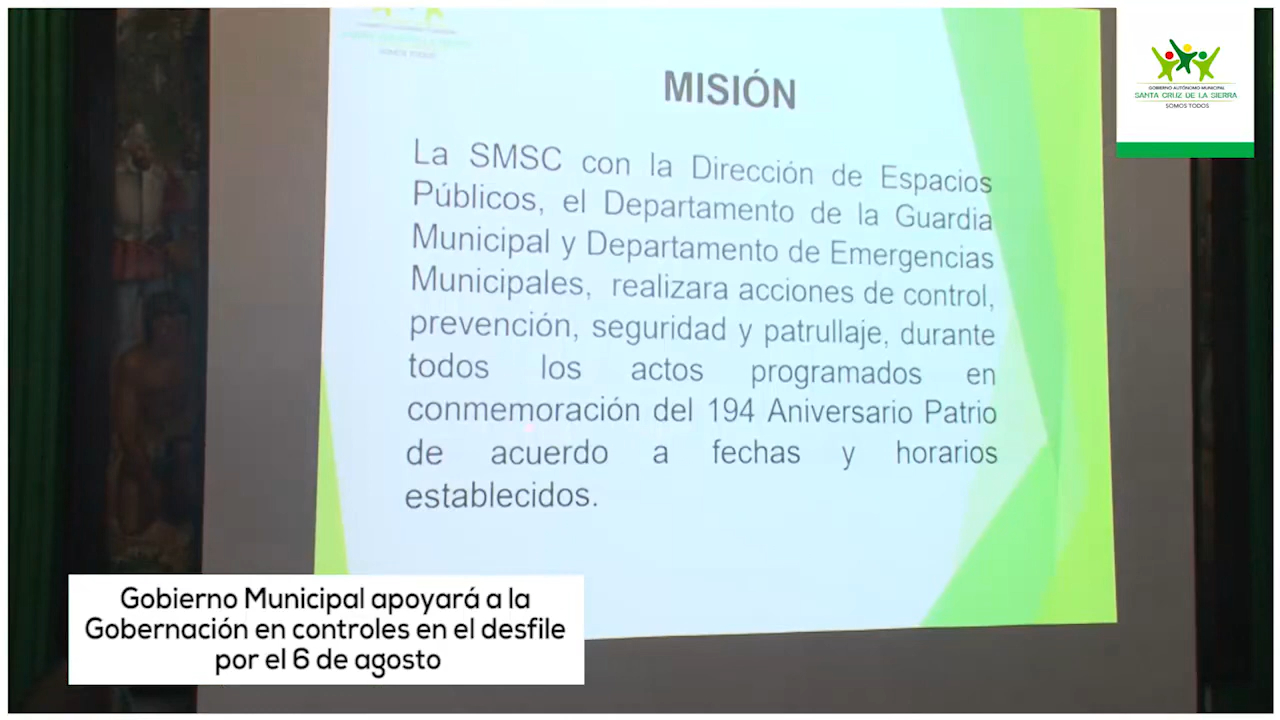 GOBIERNO AUTÓNOMO MUNICIPAL
SANTA CRUZ DE LA SIERRA
SOMOS TODOS
SOMOS TODOS
MISIÓN
La SMSC con la Dirección de Espacios
Públicos, el Departamento de la Guardia
Municipal y Departamento de Emergencias
Municipales, realizara acciones de control,
prevención, seguridad y patrullaje, durante
todos los actos programados en
conmemoración del 194 Aniversario Patrio
de acuerdo a fechas y horarios
establecidos.
Gobierno Municipal apoyará a la
Gobernación en controles en el desfile
por el 6 de agosto